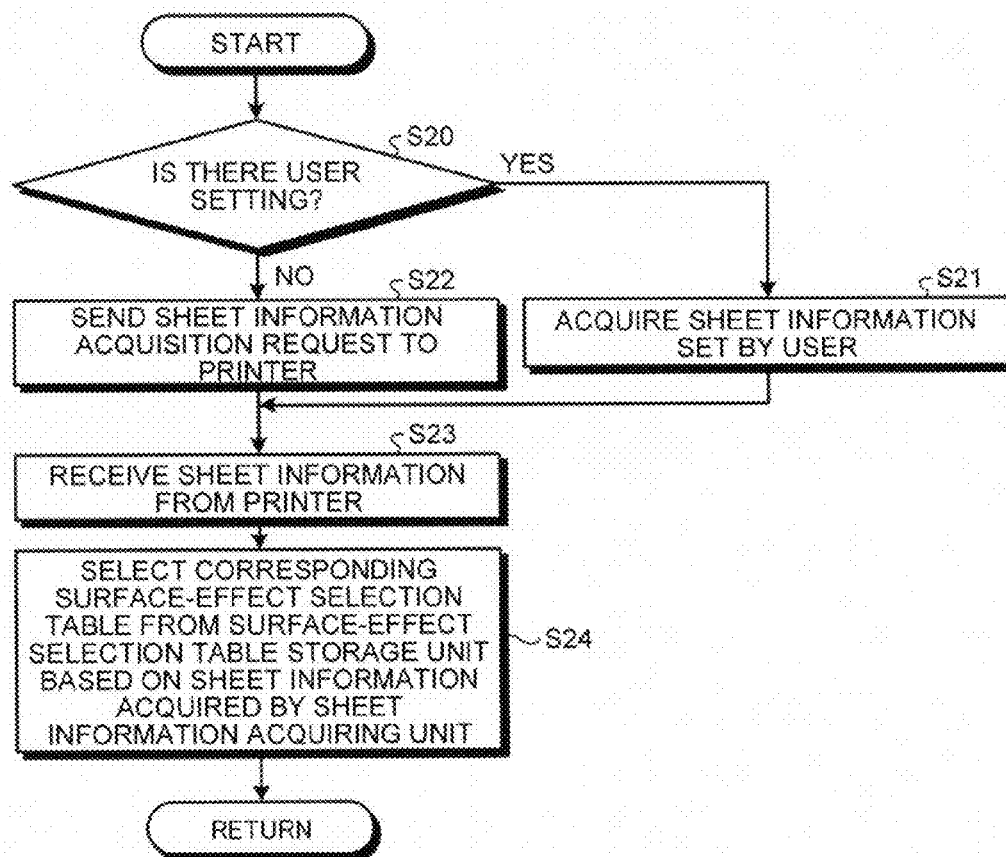 START
S20
IS THERE USER
SETTING?
YES
NO
S22
SEND SHEET INFORMATION
ACQUISITION REQUEST TO
PRINTER
S21
ACQUIRE SHEET INFORMATION
SET BY USER
S23
RECEIVE SHEET INFORMATION
FROM PRINTER
SELECT CORRESPONDING
SURFACE-EFFECT SELECTION
TABLE FROM SURFACE-EFFECT
SELECTION TABLE STORAGE UNIT
BASED ON SHEET INFORMATION
ACQUIRED BY SHEET
INFORMATION ACQUIRING UNIT
S24
RETURN